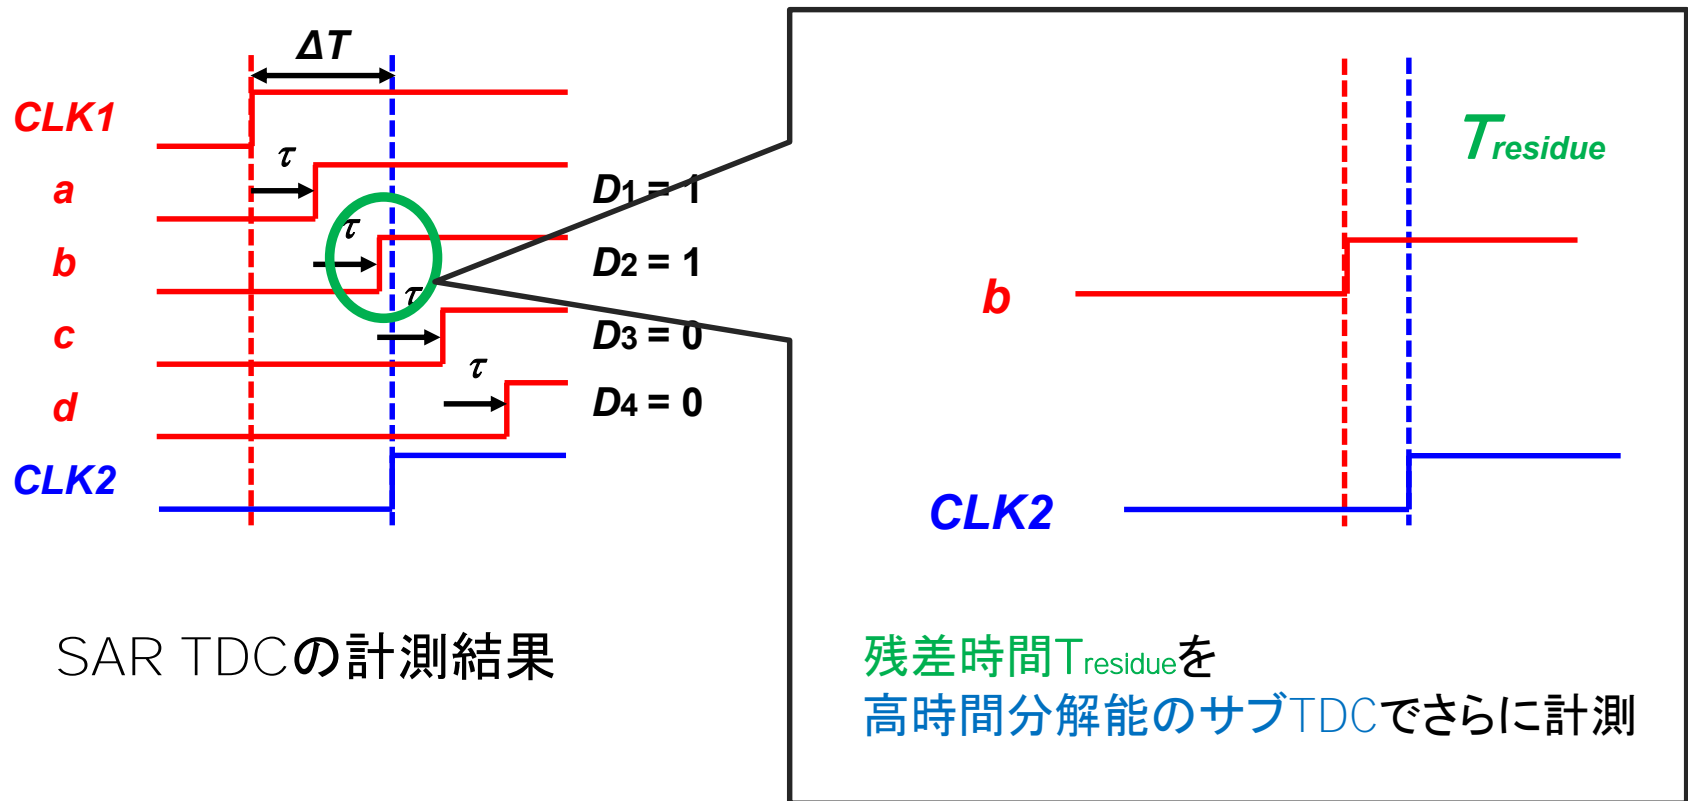 ΔT
CLK1
τ
a
D1 = 1
τ
b
D2 = 1
τ
c
D3 = 0
τ
d
D4 = 0
CLK2
SAR TDCの計測結果
Tresidue
b
CLK2
残差時間Tresidueを
高時間分解能のサブTDCでさらに計測